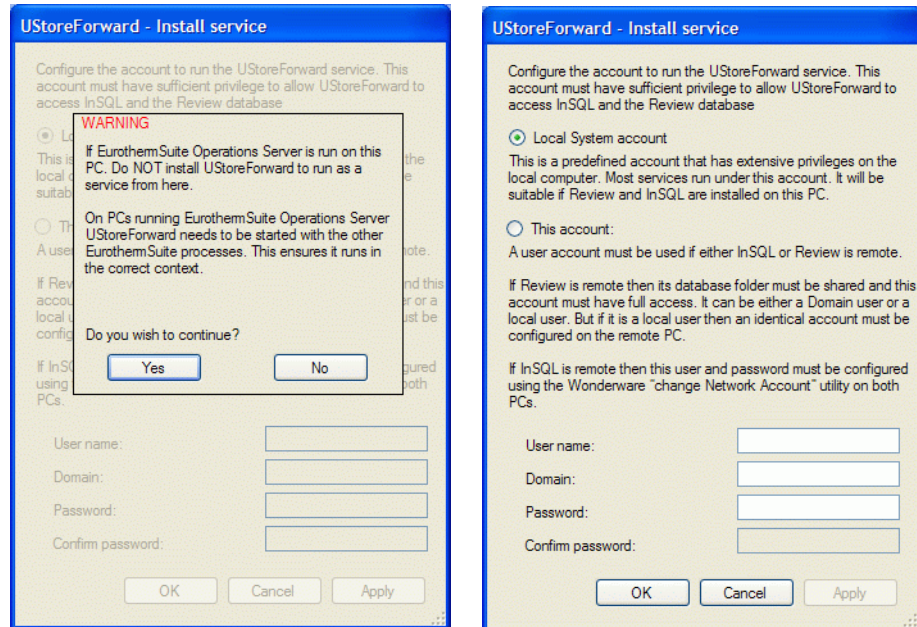 UStoreForward - Install service
Configure the account to run the UStoreForward service. This
account must have sufficient privilege to allow UStoreForward to
access InSQL and the Review database
WARNING
If EurothermSuite Operations Server is run on this
PC. Do NOT install UStoreForward to run as a
service from here.
On PCs running EurothermSuite Operations Server
UStoreForward needs to be started with the other
EurothermSuite processes. This ensures it runs in
the correct context.
Do you wish to continue?
Yes
No
User name:
Domain:
Password:
Confirm password:
OK
Cancel
Apply
UStoreForward - Install service
Configure the account to run the UStoreForward service. This
account must have sufficient privilege to allow UStoreForward to
access InSQL and the Review database
Local System account
This is a predefined account that has extensive privileges on the
local computer. Most services run under this account. It will be
suitable if Review and InSQL are installed on this PC.
This account:
A user account must be used if either InSQL or Review is remote.
If Review is remote then its database folder must be shared and this
account must have full access. It can be either a Domain user or a
local user. But if it is a local user then an identical account must be
configured on the remote PC.
If InSQL is remote then this user and password must be configured
using the Wonderware "change Network Account" utility on both
PCs.
User name:
Domain:
Password:
Confirm password:
OK
Cancel
Apply